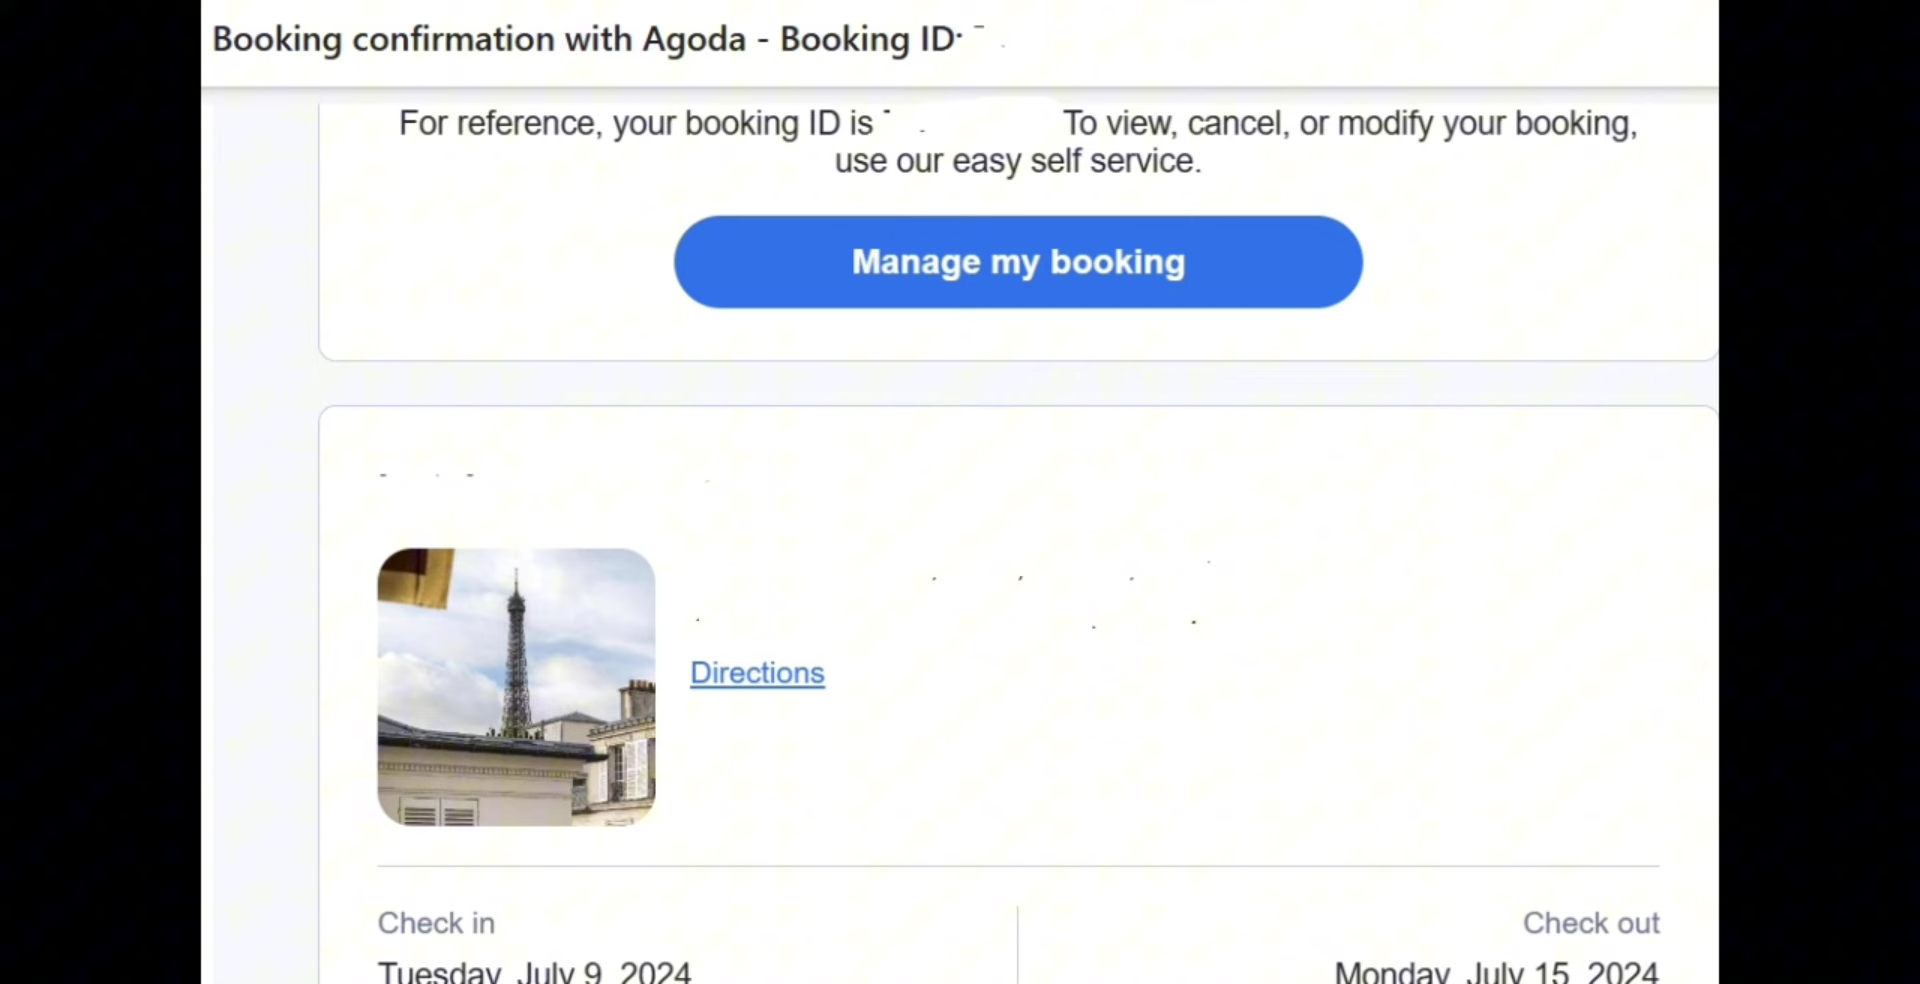 Booking confirmation with Agoda - Booking ID
For reference, your booking ID is To view, cancel, or modify your booking,
use our easy self service.
Manage my booking
Directions
Check in
Check out
Tuesday, July 9, 2024
Monday, July 15, 2024